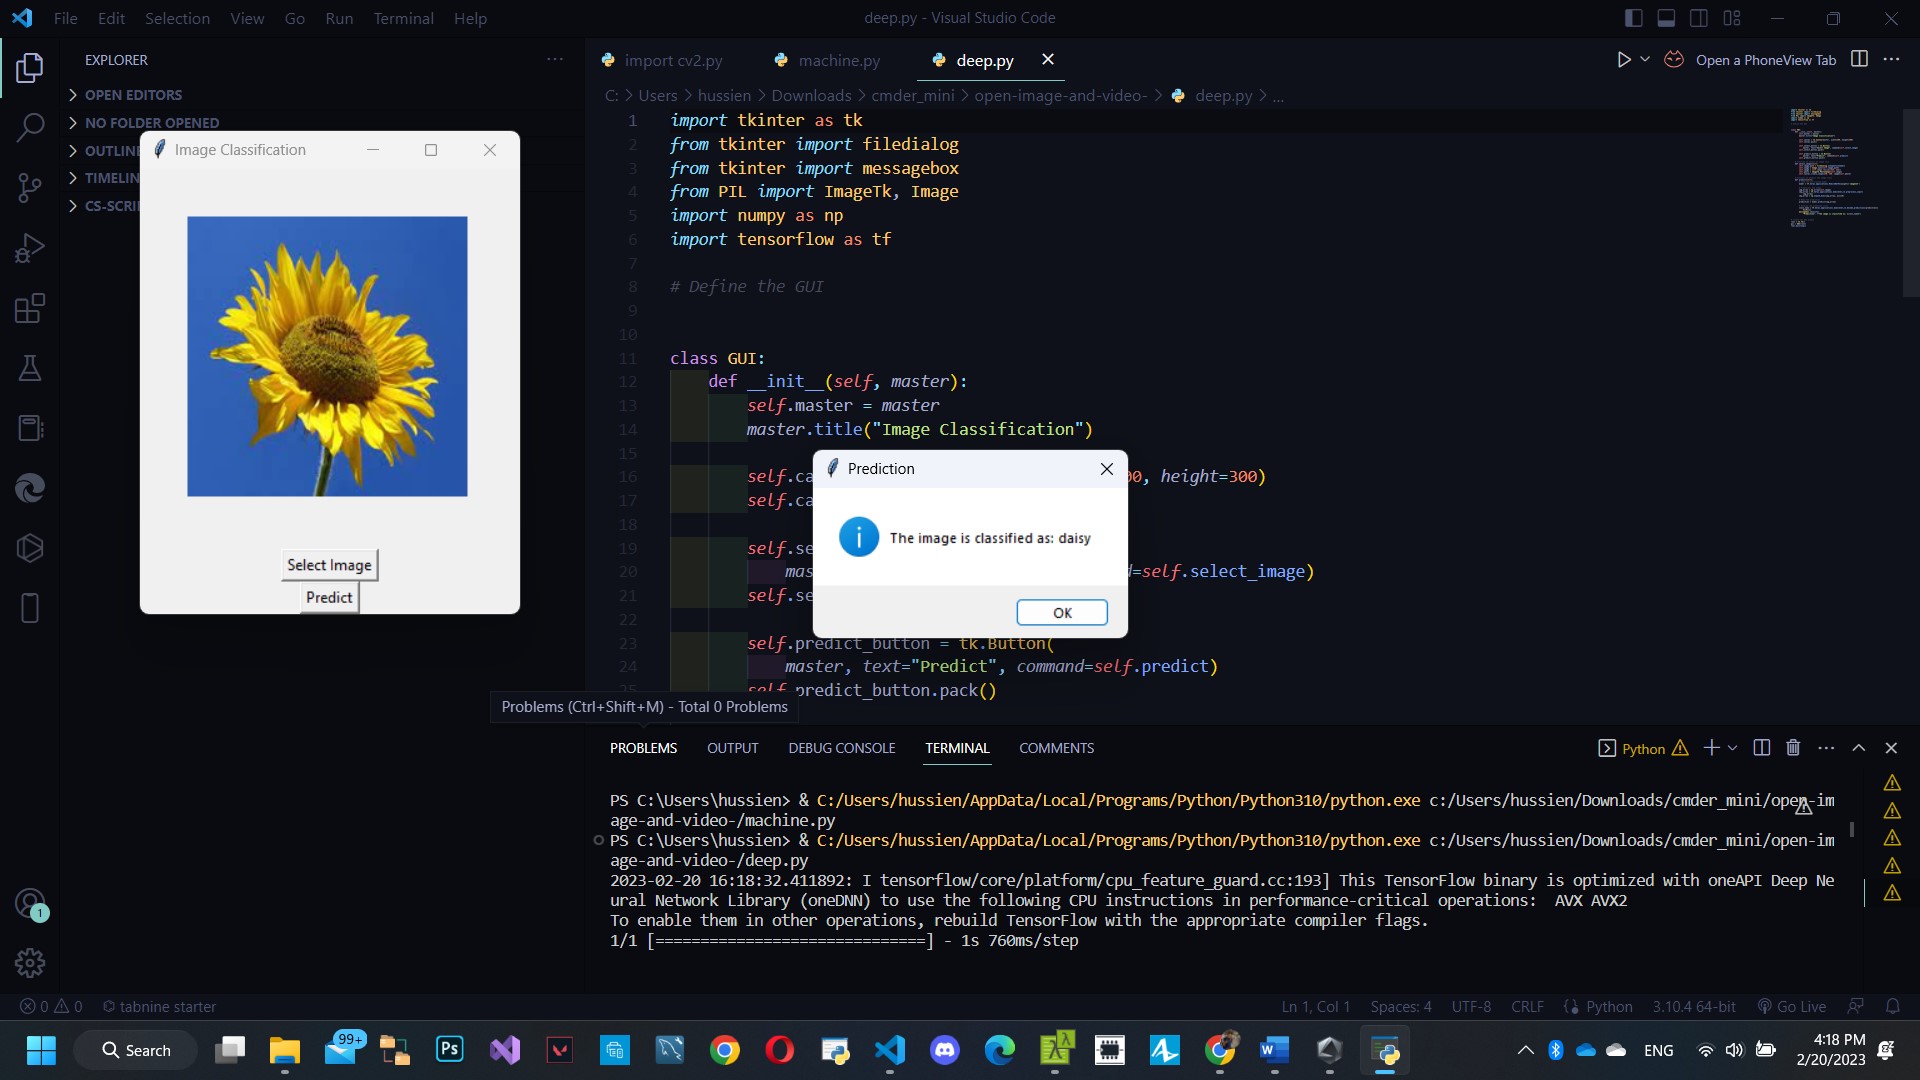 File Edit Selection View Go Run Terminal Help
deep.py - Visual Studio Code
EXPLORER
OPEN EDITORS
NO FOLDER OPENED
OUTLINE
TIMELIN
CS-SCRI
Image Classification
Select Image
Predict
import cv2.py machine.py deep.py
Open a PhoneView Tab
C: > Users > hussien > Downloads > cmder_mini > open-image-and-video- > deep.py > ...
1 import tkinter as tk
2 from tkinter import filedialog
3 from tkinter import messagebox
4 from PIL import ImageTk, Image
5 import numpy as np
6 import tensorflow as tf
7
8 # Define the GUI
9
10
11 class GUI:
12 def __init__(self, master):
13 self.master = master
14 master.title("Image Classification")
15
16 self.ca 00, height=300)
17 self.ca
18
19 self.se
20 mas d=self.select_image)
21 self.se
22
23 self.predict_button = tk.Button(
24 master, text="Predict", command=self.predict)
25 self.predict_button.pack()
Prediction
The image is classified as: daisy
OK
Problems (Ctrl+Shift+M) - Total 0 Problems
PROBLEMS OUTPUT DEBUG CONSOLE TERMINAL COMMENTS
Python
PS C:\Users\hussien> & C:/Users/hussien/AppData/Local/Programs/Python/Python310/python.exe c:/Users/hussien/Downloads/cmder_mini/open-im
age-and-video-/machine.py
PS C:\Users\hussien> & C:/Users/hussien/AppData/Local/Programs/Python/Python310/python.exe c:/Users/hussien/Downloads/cmder_mini/open-im
age-and-video-/deep.py
2023-02-20 16:18:32.411892: I tensorflow/core/platform/cpu_feature_guard.cc:193] This TensorFlow binary is optimized with oneAPI Deep Ne
ural Network Library (oneDNN) to use the following CPU instructions in performance-critical operations:  AVX AVX2
To enable them in other operations, rebuild TensorFlow with the appropriate compiler flags.
1/1 [==============================] - 1s 760ms/step
1
0 0 tabnine starter
Ln 1, Col 1 Spaces: 4 UTF-8 CRLF Python 3.10.4 64-bit Go Live
Search
99+
Ps
ENG
4:18 PM
2/20/2023